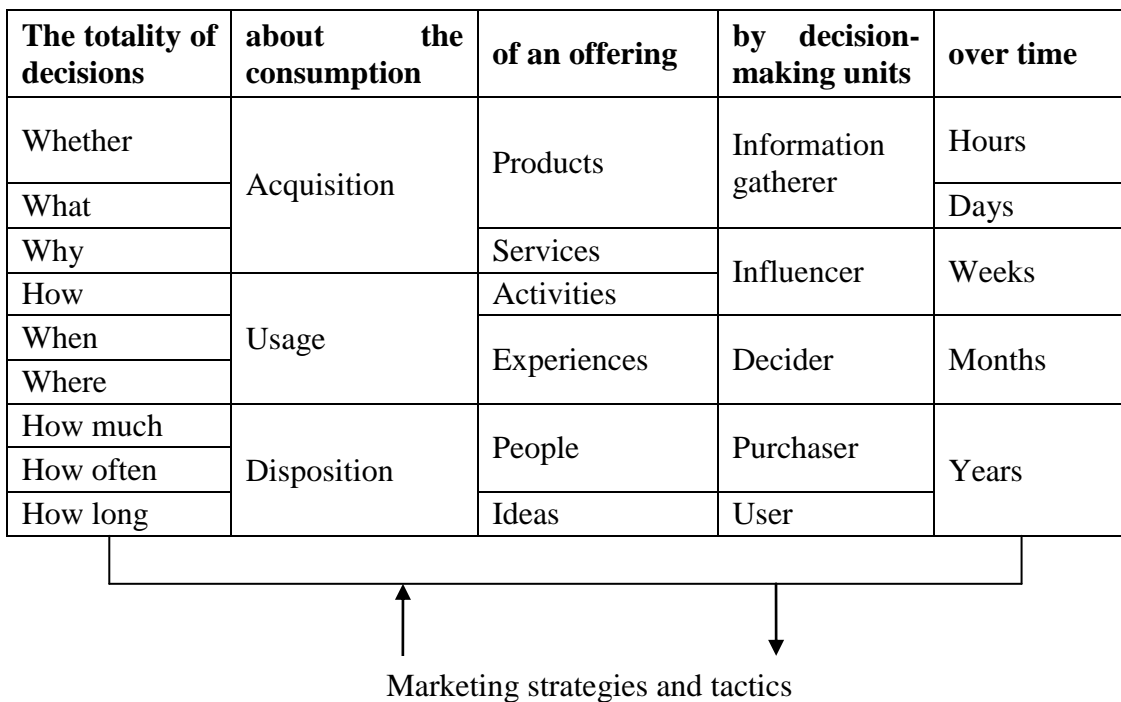 The totality of decisions
about the consumption
of an offering
by decision-making units
over time
Whether
What
Why
How
When
Where
How much
How often
How long
Acquisition
Usage
Disposition
Products
Services
Activities
Experiences
People
Ideas
Information
gatherer
Influencer
Decider
Purchaser
User
Hours
Days
Weeks
Months
Years
Marketing strategies and tactics